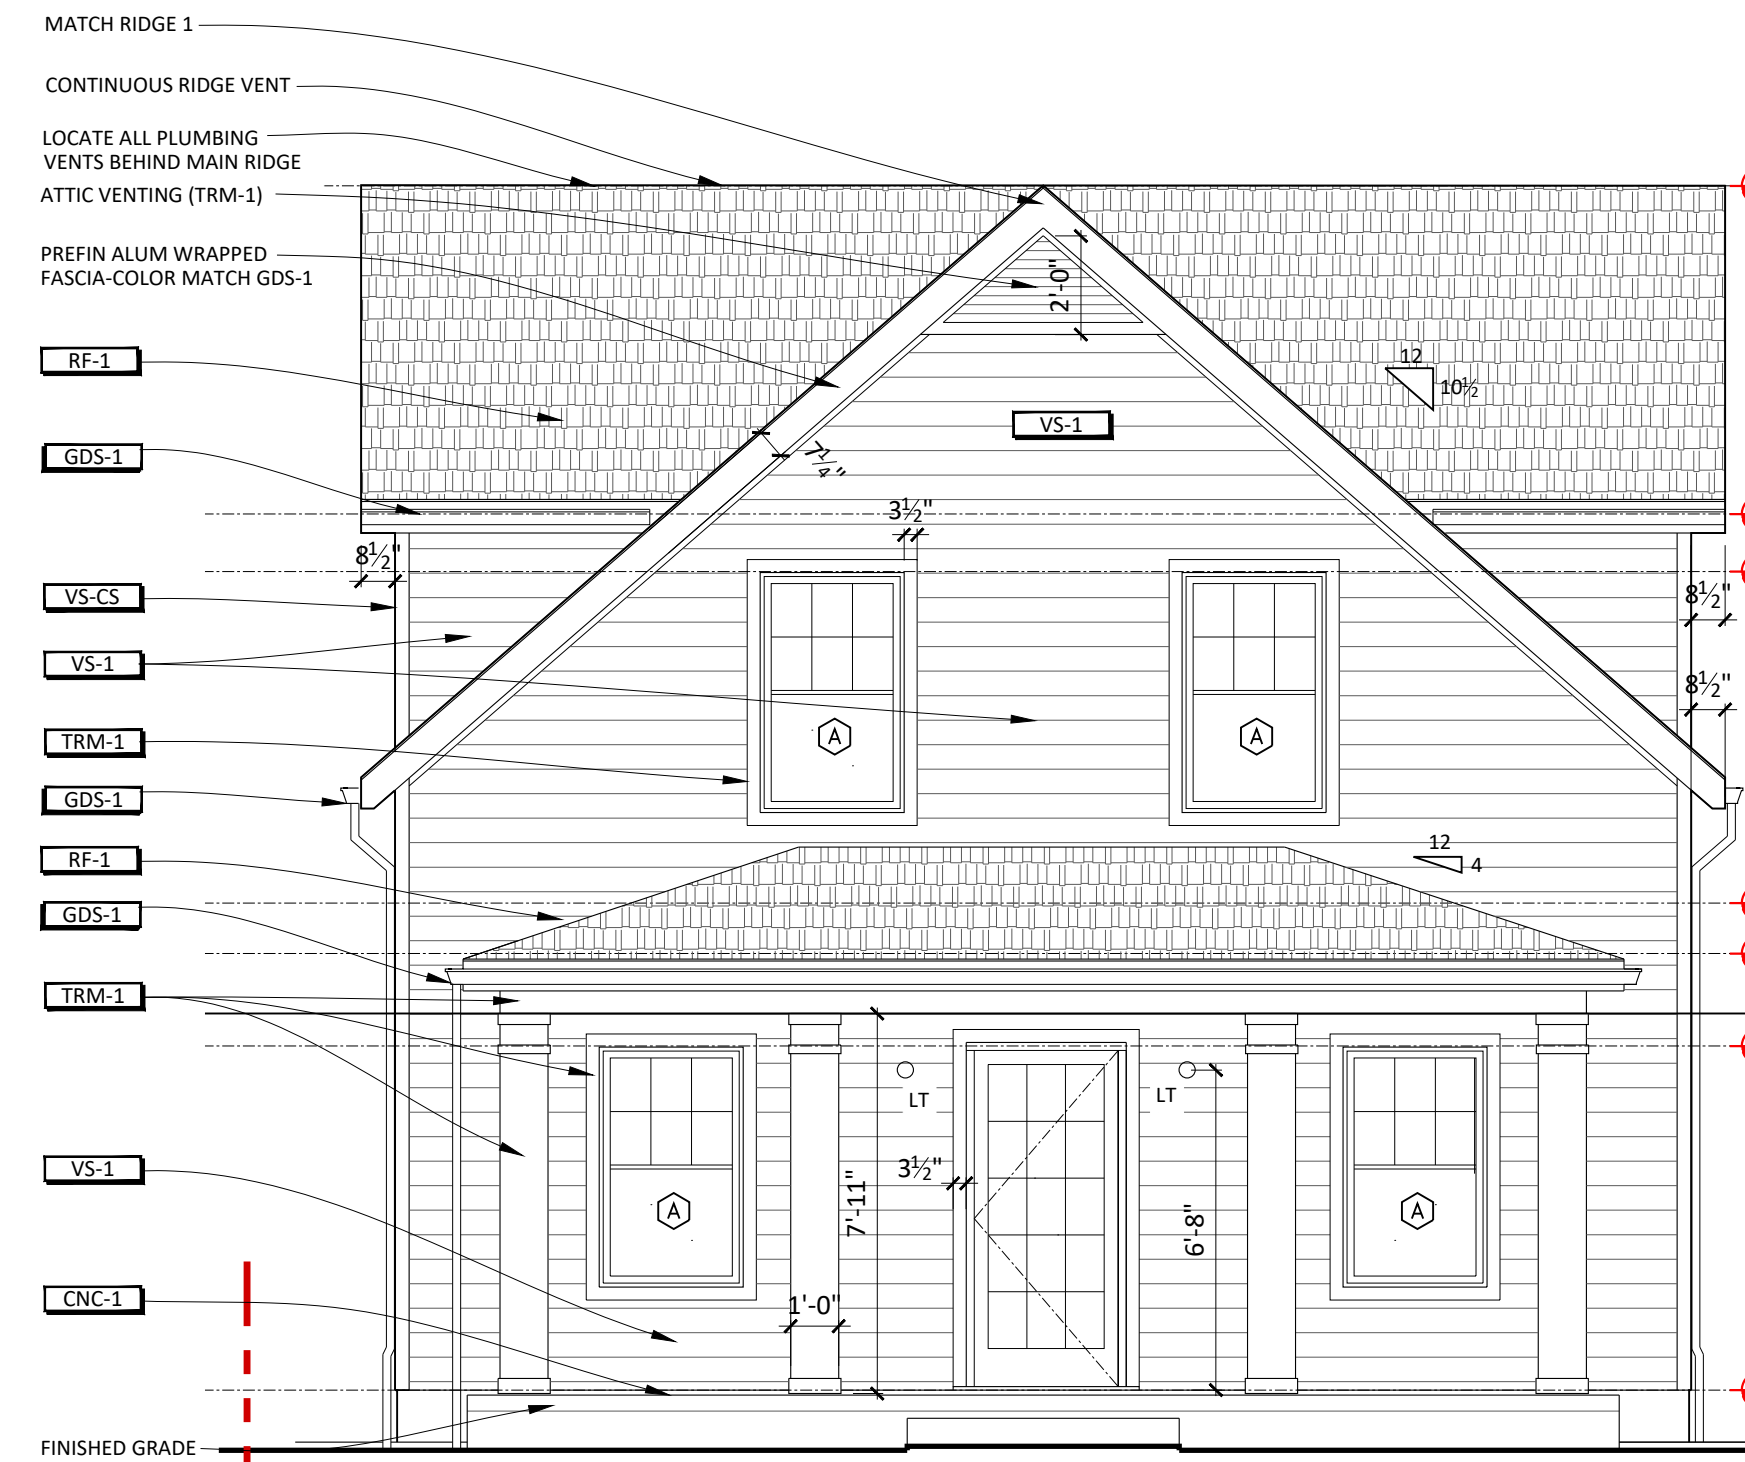 MATCH RIDGE 1
CONTINUOUS RIDGE VENT
LOCATE ALL PLUMBING
VENTS BEHIND MAIN RIDGE
ATTIC VENTING (TRM-1)
PREFIN ALUM WRAPPED
FASCIA-COLOR MATCH GDS-1
RF-1
GDS-1
VS-CS
VS-1
TRM-1
GDS-1
RF-1
GDS-1
TRM-1
VS-1
CNC-1
FINISHED GRADE
2'-0"
12
10½
VS-1
7¼"
3½"
8½"
8½"
8½"
A
A
12
4
LT
LT
3½"
7'-11"
6'-8"
A
A
1'-0"